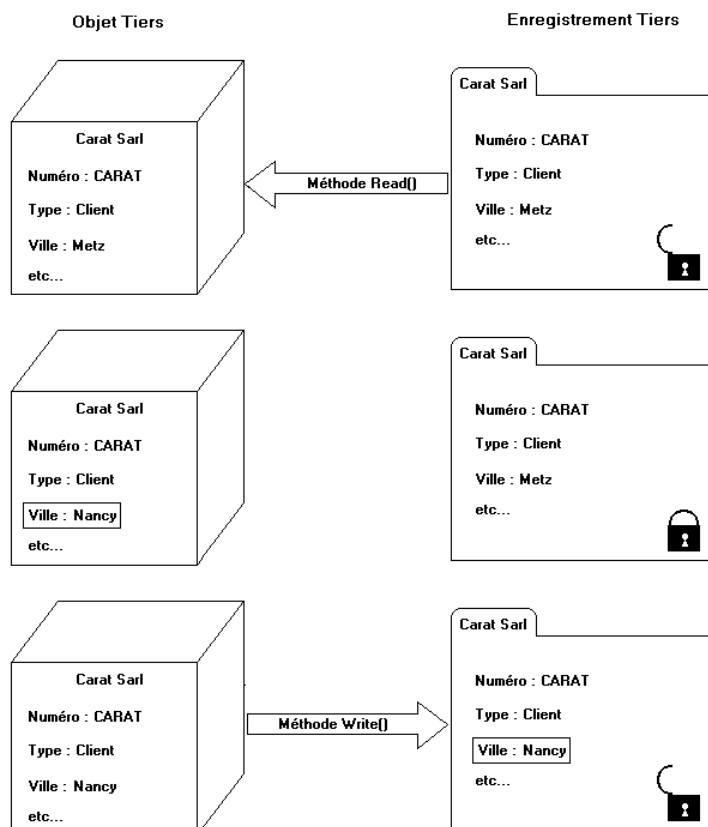 Objet Tiers
Enregistrement Tiers
Carat Sarl
Numéro : CARAT
Type : Client
Ville : Metz
etc...
Méthode Read()
Carat Sarl
Numéro : CARAT
Type : Client
Ville : Metz
etc...
Carat Sarl
Numéro : CARAT
Type : Client
Ville : Nancy
etc...
Carat Sarl
Numéro : CARAT
Type : Client
Ville : Metz
etc...
Carat Sarl
Numéro : CARAT
Type : Client
Ville : Nancy
etc...
Méthode Write()
Carat Sarl
Numéro : CARAT
Type : Client
Ville : Nancy
etc...